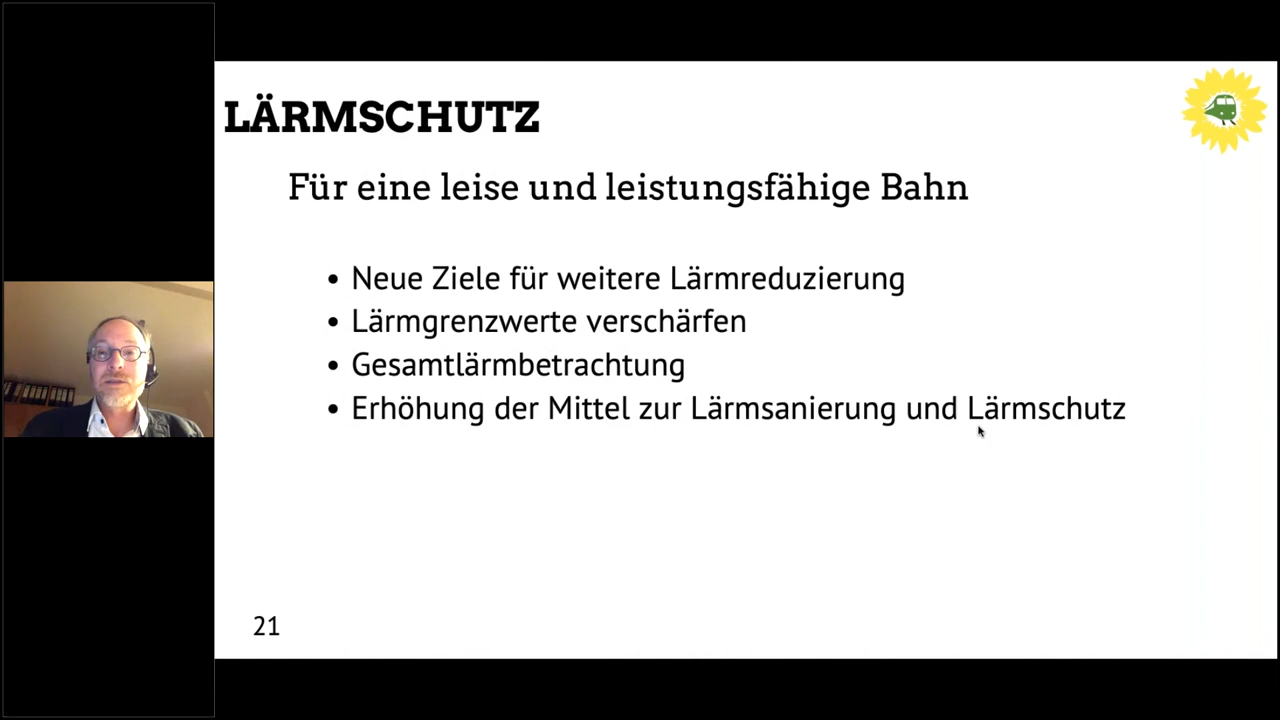 LÄRMSCHUTZ
Für eine leise und leistungsfähige Bahn
• Neue Ziele für weitere Lärmreduzierung
• Lärmgrenzwerte verschärfen
• Gesamtlärmbetrachtung
• Erhöhung der Mittel zur Lärmsanierung und Lärmschutz
21